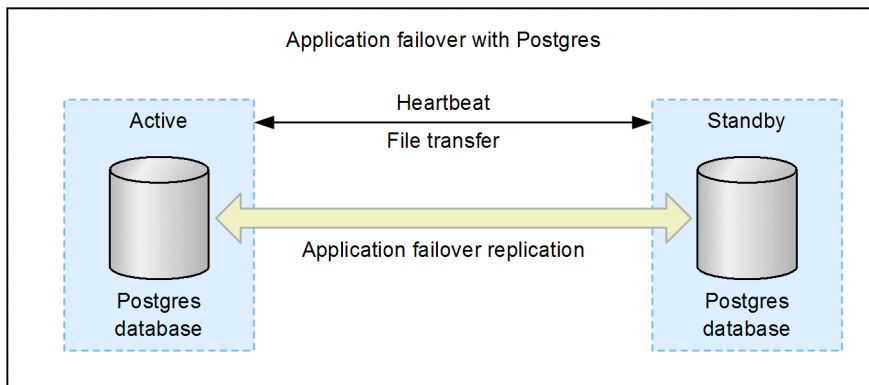 Application failover with Postgres
Heartbeat
Active
Standby
File transfer
Application failover replication
Postgres
database
Postgres
database